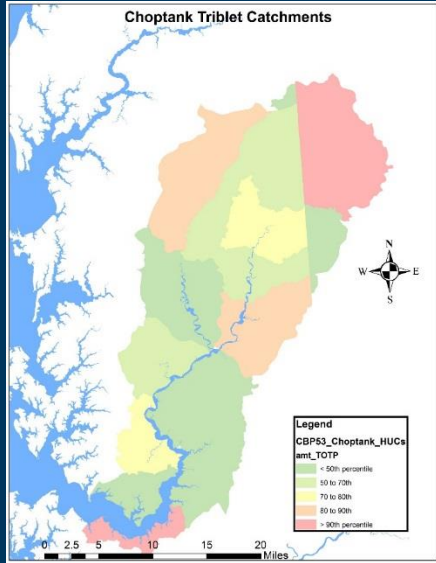 Choptank Triblet Catchments
N
W E
S
Legend
CBP53_Choptank_HUCs
amt_TOTP
< 50th percentile
50 to 70th
70 to 80th
80 to 90th
> 90th percentile
0 2.5 5 10 15 20
Miles